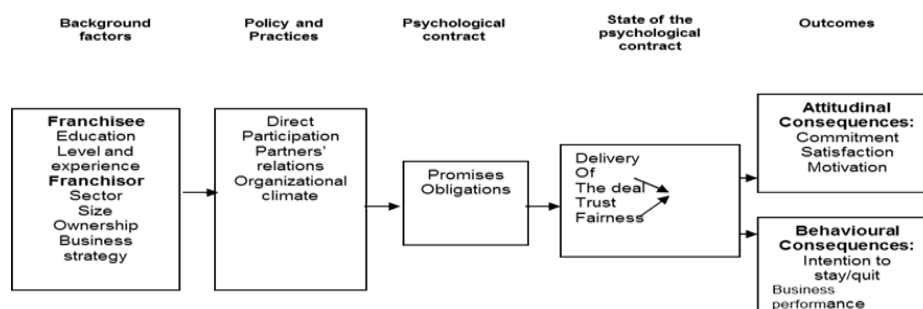 Background
factors
Policy and
Practices
Psychological
contract
State of the
psychological
contract
Outcomes
Franchisee
Education
Level and
experience
Franchisor
Sector
Size
Ownership
Business
strategy
Direct
Participation
Partners'
relations
Organizational
climate
Promises
Obligations
Delivery
Of
The deal
Trust
Fairness
Attitudinal
Consequences:
Commitment
Satisfaction
Motivation
Behavioural
Consequences:
Intention to
stay/quit
Business
performance